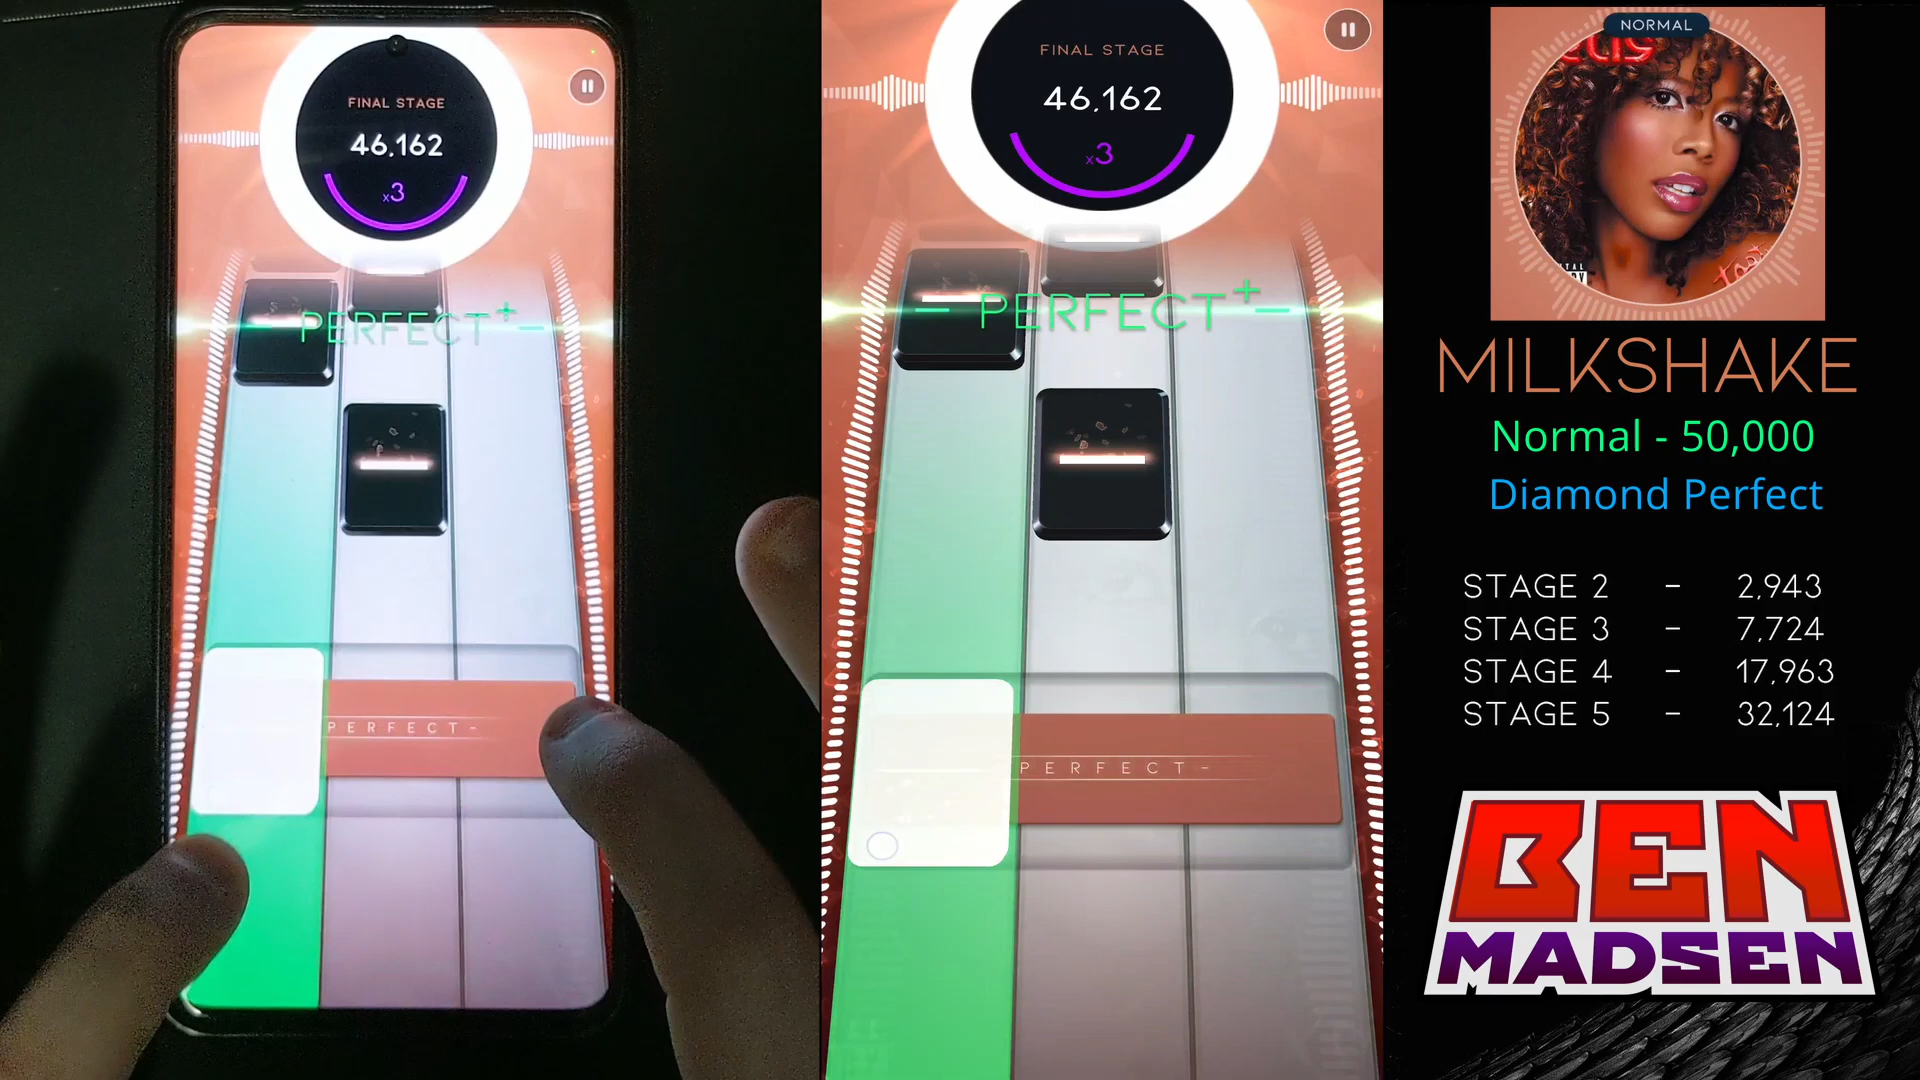 FINAL STAGE
46,162
x3
PERFECT+
PERFECT-
FINAL STAGE
46,162
x3
PERFECT+
PERFECT-
NORMAL
MILKSHAKE
Normal - 50,000
Diamond Perfect
STAGE 2 - 2,943
STAGE 3 - 7,724
STAGE 4 - 17,963
STAGE 5 - 32,124
BEN
MADSEN